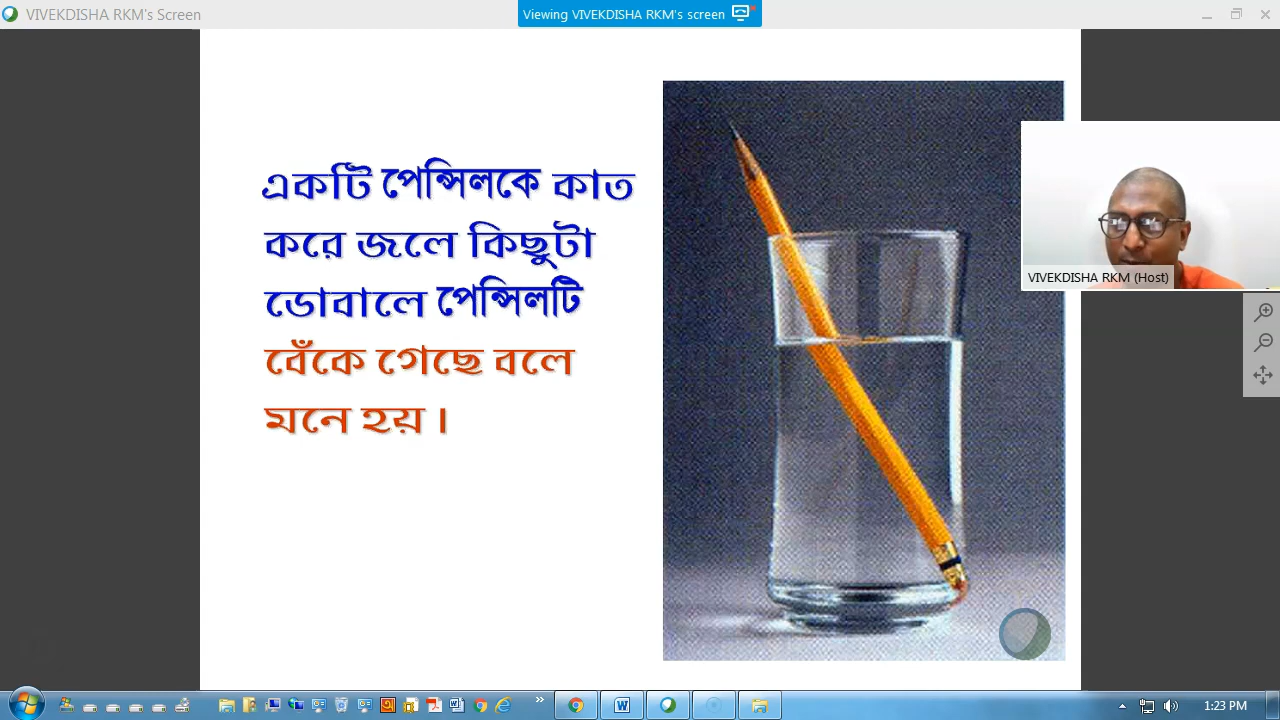 VIVEKDISHA RKM's Screen
Viewing VIVEKDISHA RKM's screen
একটি পেন্সিলকে কাত
করে জলে কিছুটা
ডোবালে পেন্সিলটি
বেঁকে গেছে বলে
মনে হয়।
VIVEKDISHA RKM (Host)
1:23 PM